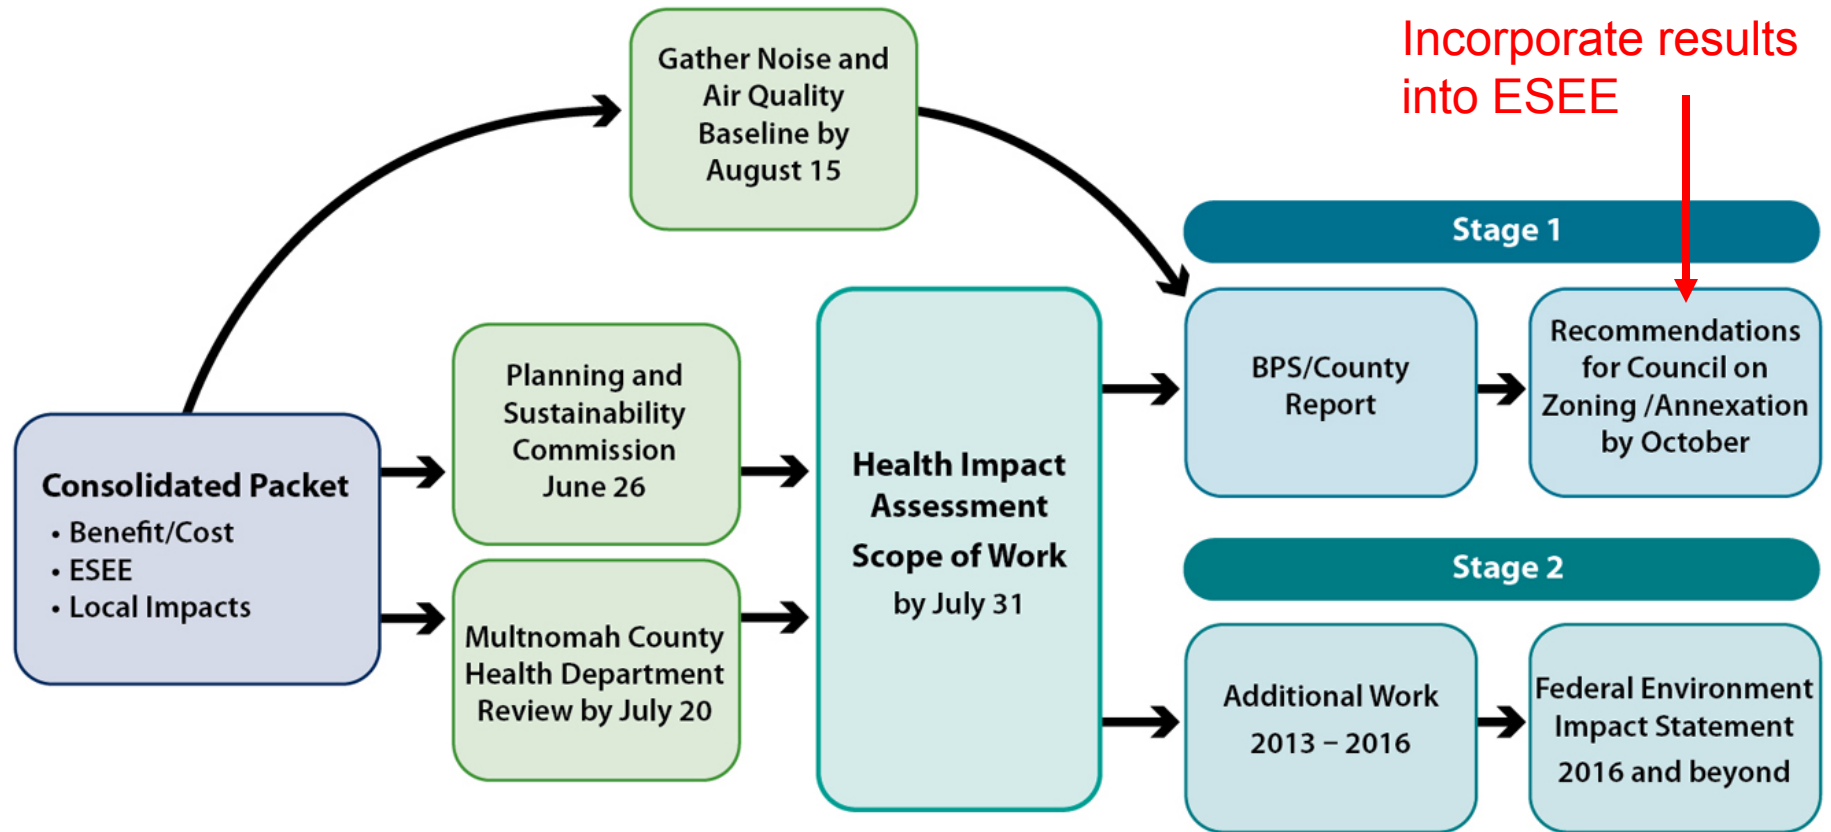 Gather Noise and
Air Quality
Baseline by
August 15
Incorporate results
into ESEE
Consolidated Packet
• Benefit/Cost
• ESEE
• Local Impacts
Planning and
Sustainability
Commission
June 26
Multnomah County
Health Department
Review by July 20
Health Impact
Assessment
Scope of Work
by July 31
Stage 1
BPS/County
Report
Recommendations
for Council on
Zoning /Annexation
by October
Stage 2
Additional Work
2013 – 2016
Federal Environment
Impact Statement
2016 and beyond